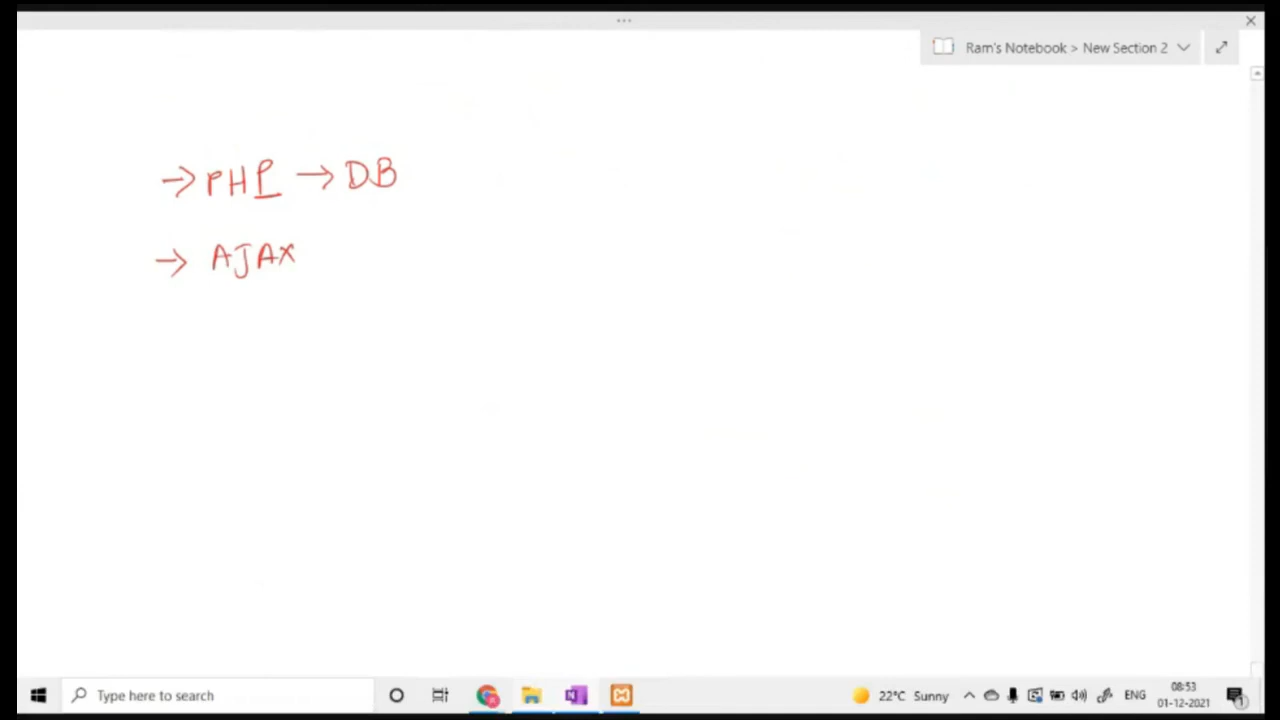 Ram's Notebook > New Section 2
→ PHP → DB
→ AJAX
Type here to search
22°C Sunny
ENG
08:53
01-12-2021
1